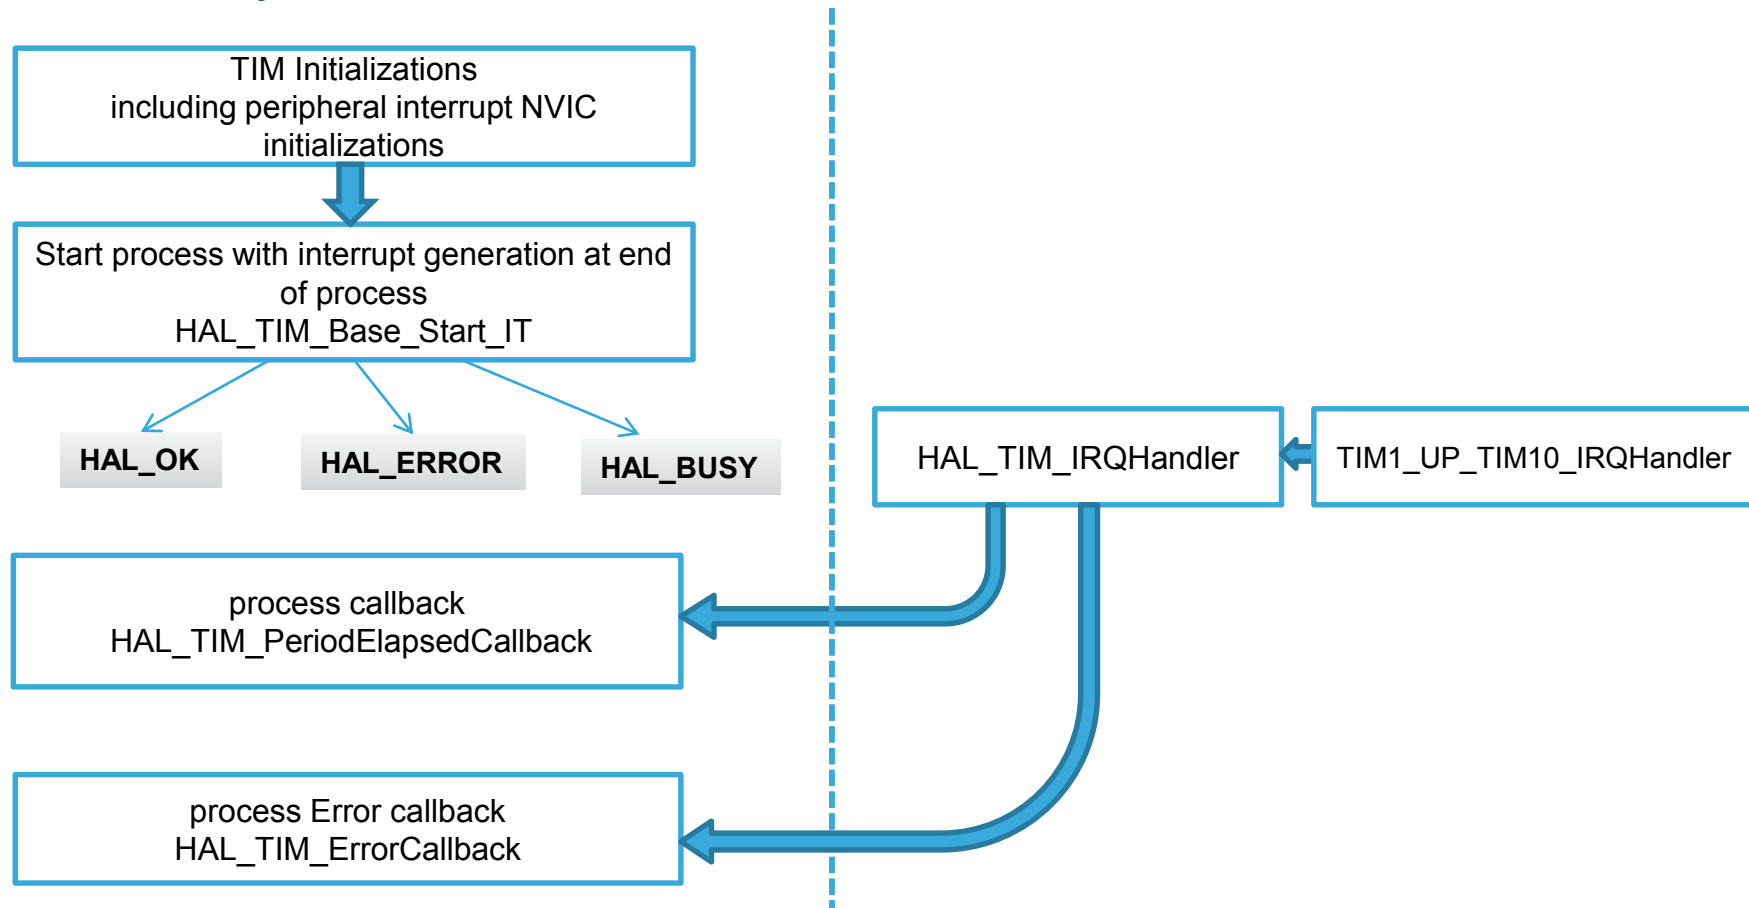 TIM Initializations
including peripheral interrupt NVIC
initializations
Start process with interrupt generation at end
of process
HAL_TIM_Base_Start_IT
HAL_OK
HAL_ERROR
HAL_BUSY
HAL_TIM_IRQHandler
TIM1_UP_TIM10_IRQHandler
process callback
HAL_TIM_PeriodElapsedCallback
process Error callback
HAL_TIM_ErrorCallback